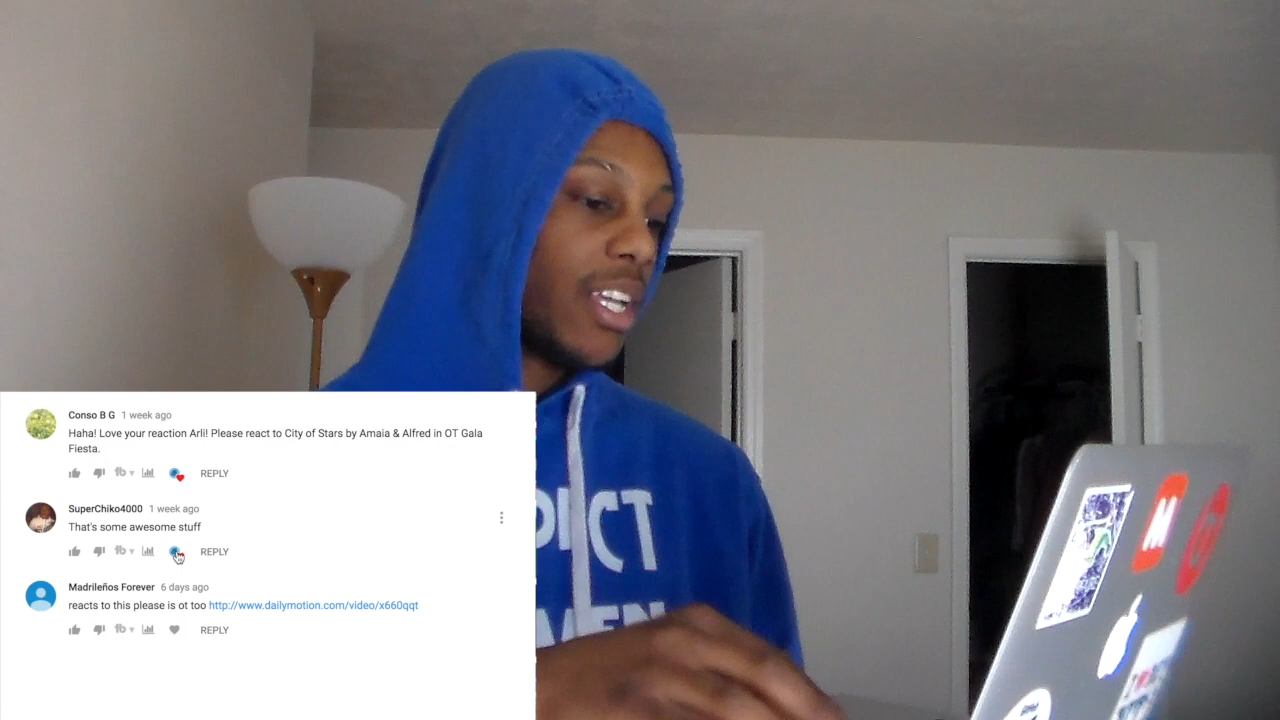 Conso B G 1 week ago
Haha! Love your reaction Arli! Please react to City of Stars by Amaia & Alfred in OT Gala
Fiesta.
REPLY
SuperChiko4000 1 week ago
That's some awesome stuff
REPLY
Madrileños Forever 6 days ago
reacts to this please is ot too http://www.dailymotion.com/video/x660qqt
REPLY
CT
MEN
M